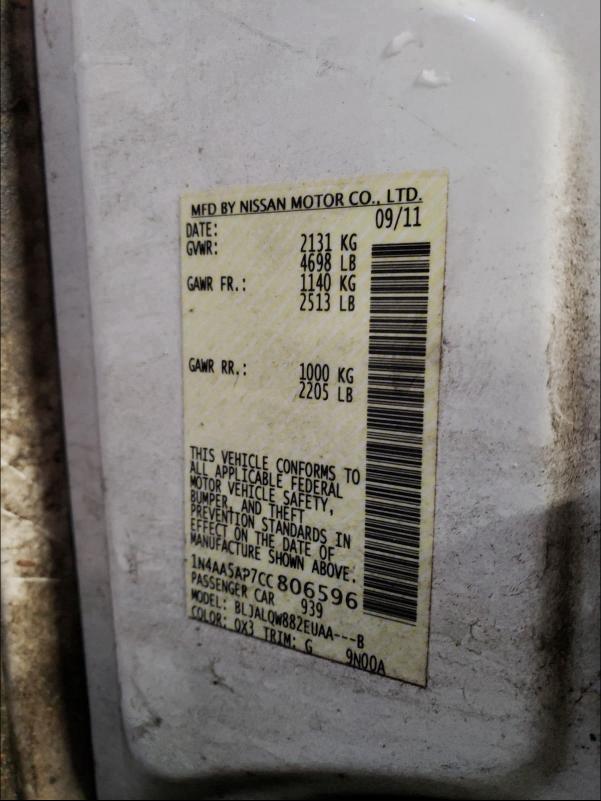 MFD BY NISSAN MOTOR CO., LTD.
DATE: 09/11
GVWR: 2131 KG
4698 LB
GAWR FR.: 1140 KG
2513 LB
GAWR RR.: 1000 KG
2205 LB
THIS VEHICLE CONFORMS TO
ALL APPLICABLE FEDERAL
MOTOR VEHICLE SAFETY,
BUMPER, AND THEFT
PREVENTION STANDARDS IN
EFFECT ON THE DATE OF
MANUFACTURE SHOWN ABOVE.
1N4AA5AP7CC806596
PASSENGER CAR 939
MODEL: BLJALQW882EUAA---B
COLOR: QX3 TRIM: G 9N00A